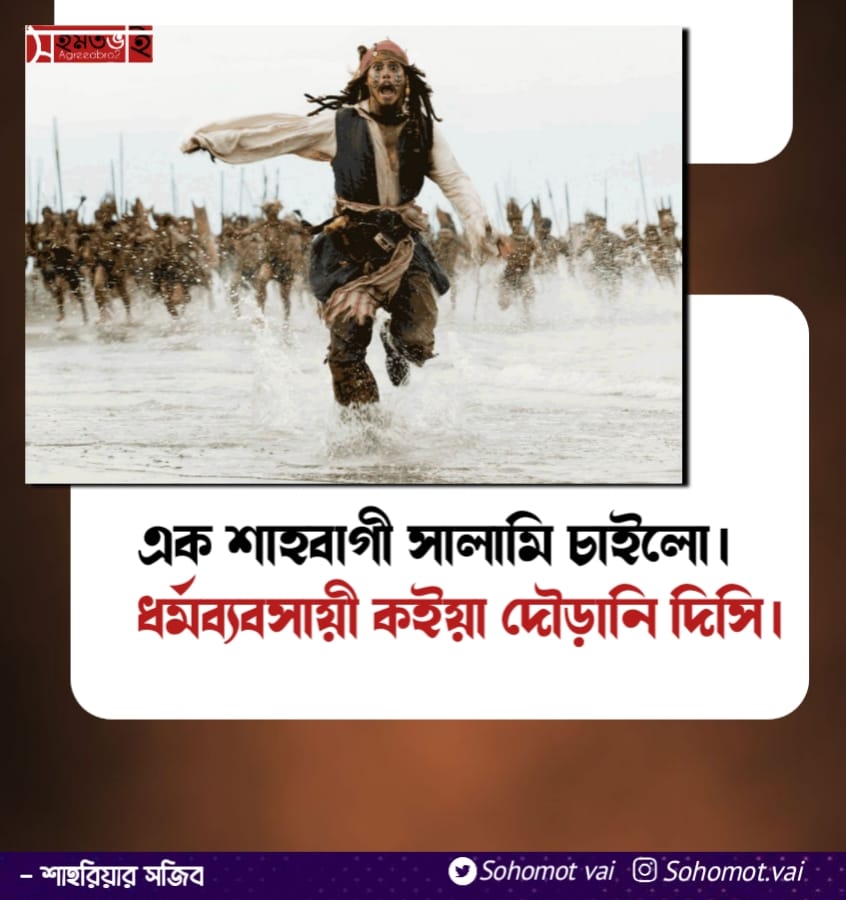 সহমতভাই
Agreeabro?
এক শাহবাগী সালামি চাইলো।
ধর্মব্যবসায়ী কইয়া দৌড়ানি দিসি।
– শাহরিয়ার সজিব
Sohomot vai Sohomot.vai